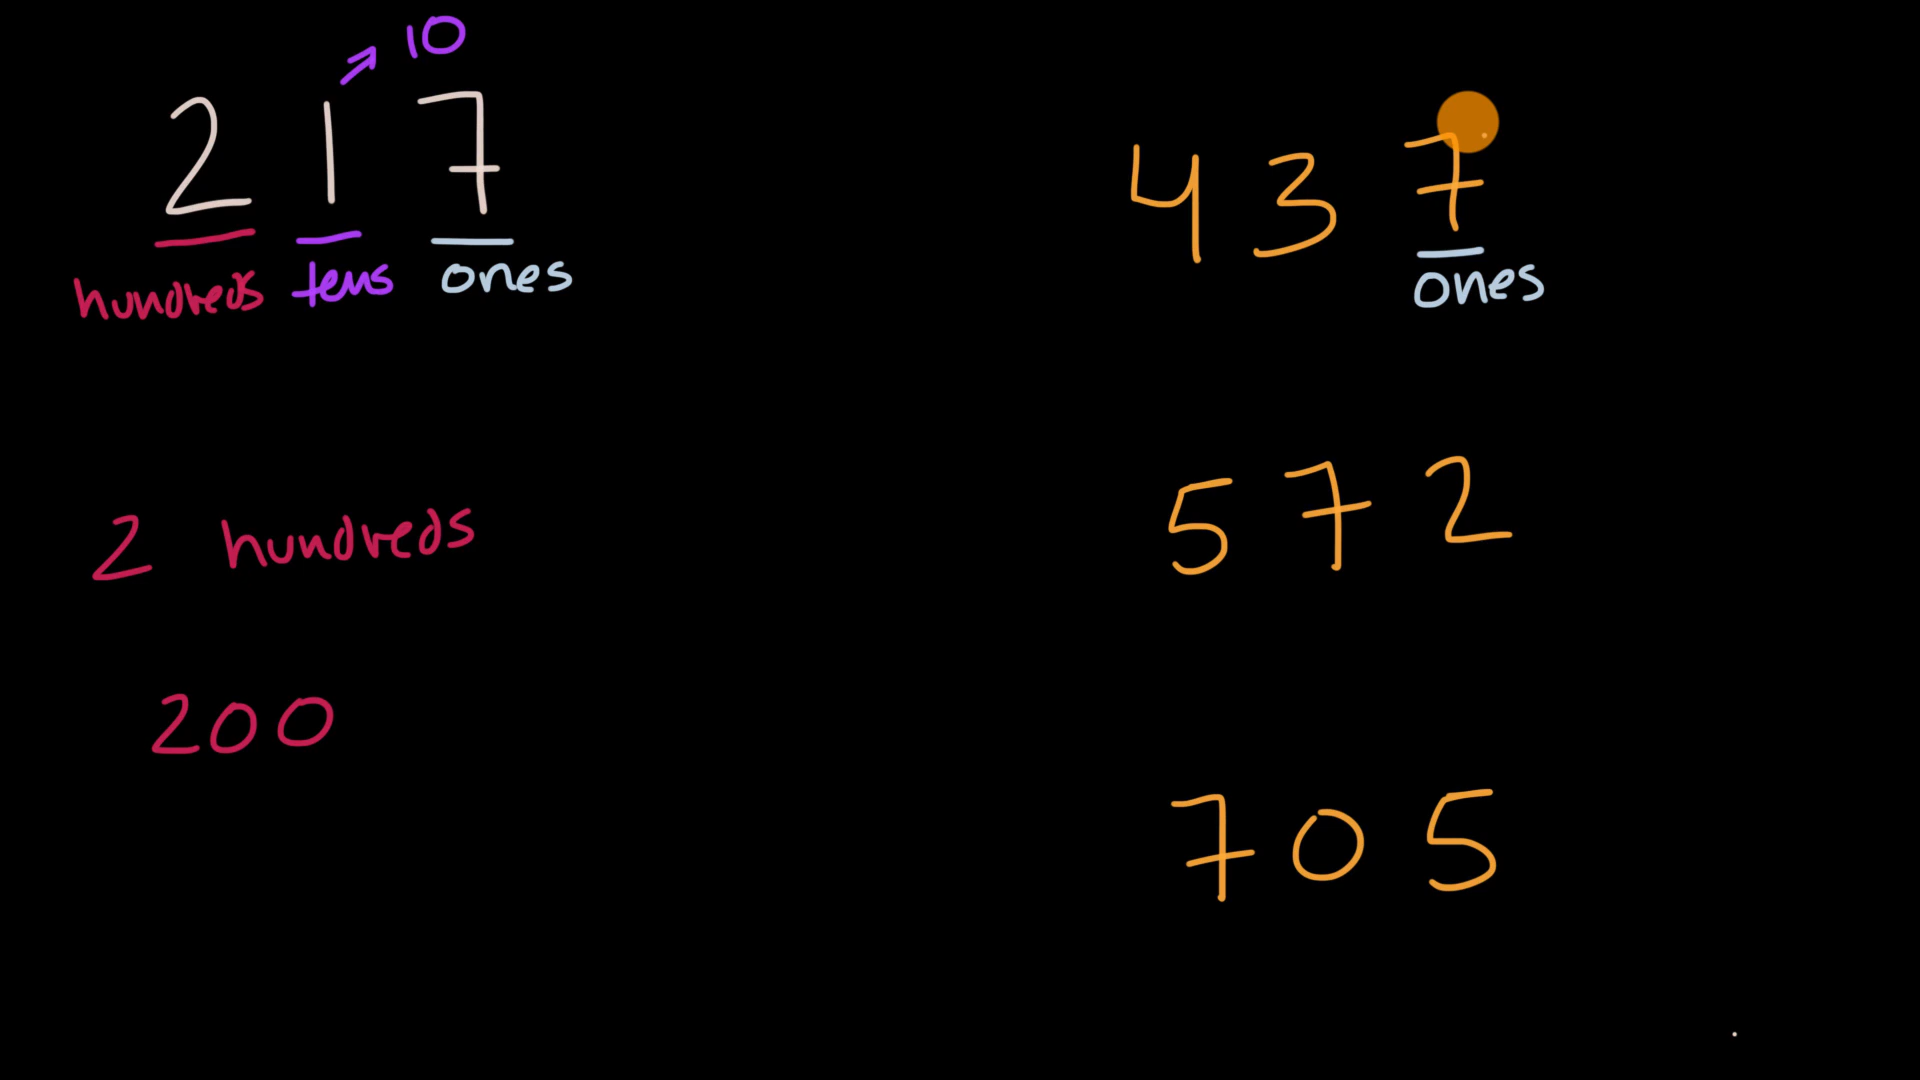 10
2 1 7
hundreds tens ones
2 hundreds
200
4 3 7
ones
5 7 2
7 0 5